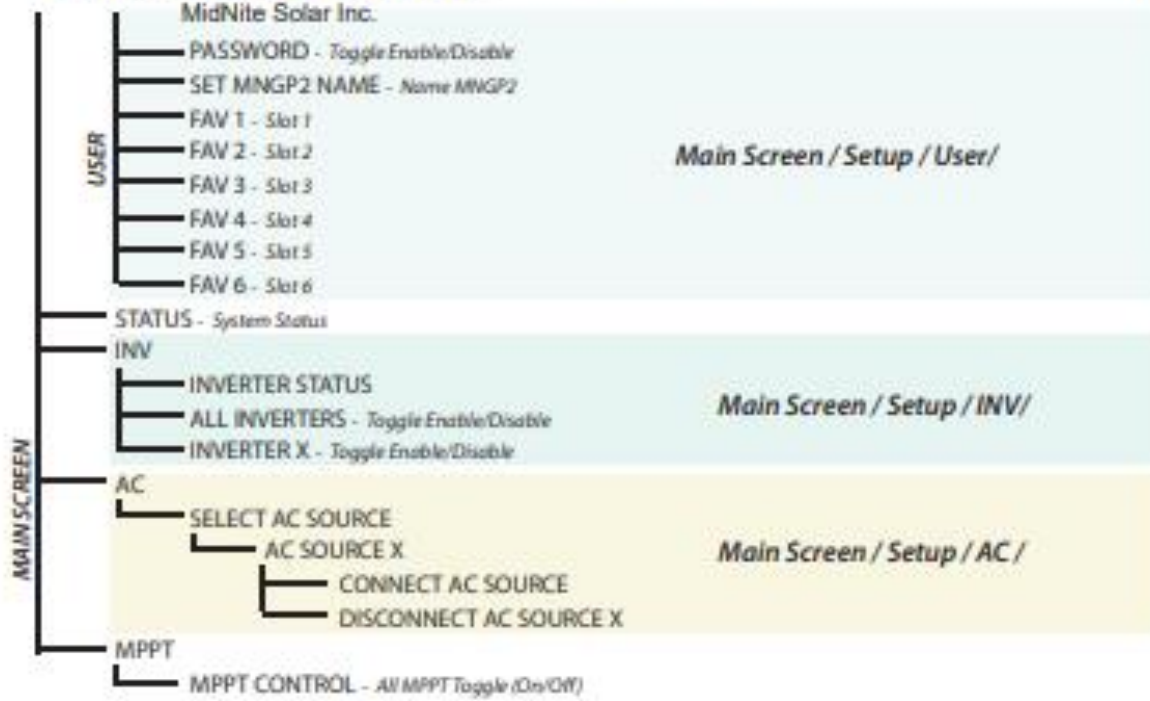 MidNite Solar Inc.
PASSWORD - Toggle Enable/Disable
SET MNGP2 NAME - Name MNGP2
FAV 1 - Slot 1
FAV 2 - Slot 2
FAV 3 - Slot 3
FAV 4 - Slot 4
FAV 5 - Slot 5
FAV 6 - Slot 6
USER
Main Screen / Setup / User/
STATUS - System Status
INV
INVERTER STATUS
ALL INVERTERS - Toggle Enable/Disable
INVERTER X - Toggle Enable/Disable
Main Screen / Setup / INV/
MAIN SCREEN
AC
SELECT AC SOURCE
AC SOURCE X
CONNECT AC SOURCE
DISCONNECT AC SOURCE X
Main Screen / Setup / AC /
MPPT
MPPT CONTROL - All MPPT Toggle (On/Off)